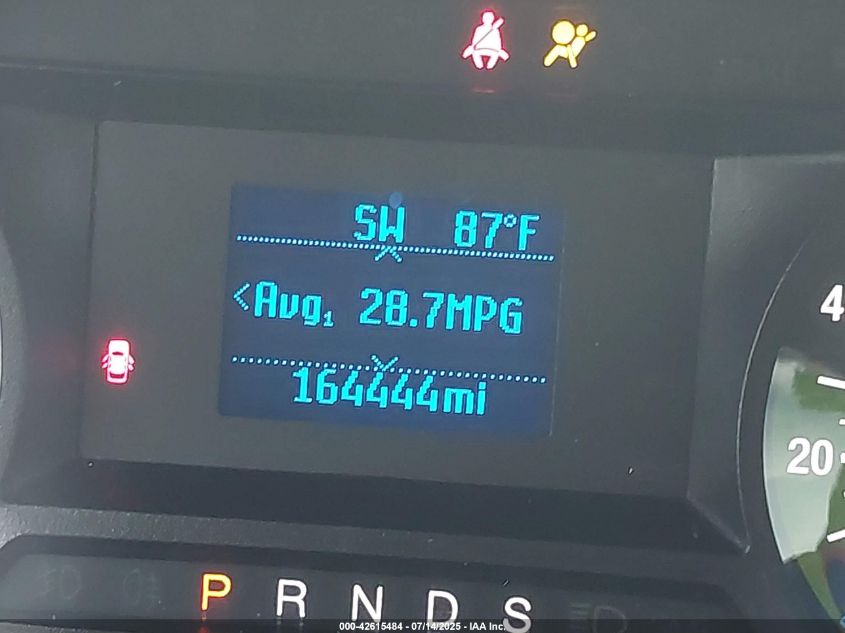 SW 87°F
<Avg₁ 28.7MPG
164444mi
4
20
P R N D S
000-42615484 - 07/14/2025 - IAA Inc.